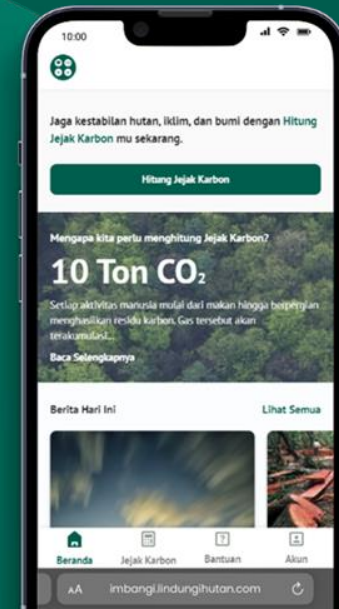 10:00
Jaga kestabilan hutan, iklim, dan bumi dengan Hitung
Jejak Karbon mu sekarang.
Hitung Jejak Karbon
Mengapa kita perlu menghitung Jejak Karbon?
10 Ton CO₂
Setiap aktivitas manusia mulai dari makan hingga berpergian
menghasilkan residu karbon. Gas tersebut akan
terakumulasi...
Baca Selengkapnya
Berita Hari Ini
Lihat Semua
Beranda
Jejak Karbon
Bantuan
Akun
AA
imbangi.lindungihutan.com